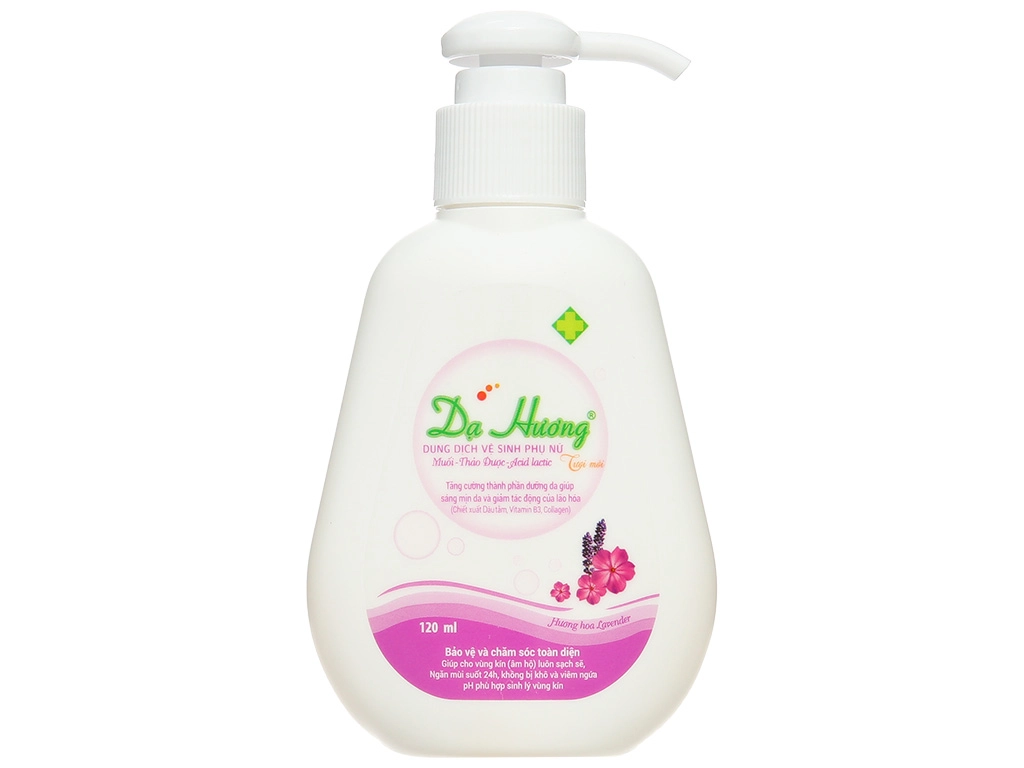 Dạ Hương®
DUNG DỊCH VỆ SINH PHỤ NỮ
Muối - Thảo Dược - Acid lactic
Tăng cường thành phần dưỡng da giúp
sáng mịn da và giảm tác động của lão hóa
(Chiết xuất Dâu tằm, Vitamin B3, Collagen)
Hương hoa Lavender
120 ml
Bảo vệ và chăm sóc toàn diện
Giúp cho vùng kín (âm hộ) luôn sạch sẽ,
Ngăn mùi suốt 24h, không bị khô và viêm ngứa
pH phù hợp sinh lý vùng kín